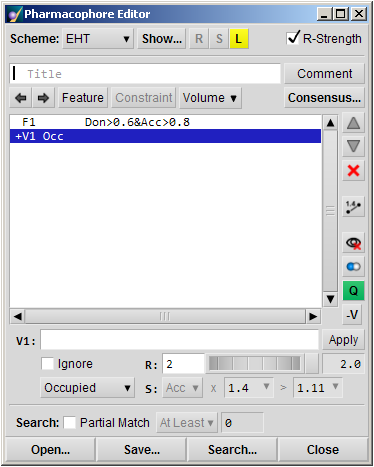 Pharmacophore Editor
Scheme: EHT Show... R S L R-Strength
Title Comment
Feature Constraint Volume Consensus...
F1 Don>0.6&Acc>0.8
+V1 Occ
1.4
Q
-V
V1: Apply
Ignore R: 2 2.0
Occupied S: Acc x 1.4 > 1.11
Search: Partial Match At Least 0
Open... Save... Search... Close